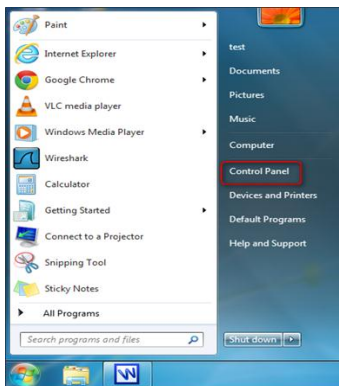 Paint
Internet Explorer
Google Chrome
VLC media player
Windows Media Player
Wireshark
Calculator
Getting Started
Connect to a Projector
Snipping Tool
Sticky Notes
All Programs
Search programs and files
test
Documents
Pictures
Music
Computer
Control Panel
Devices and Printers
Default Programs
Help and Support
Shut down
W